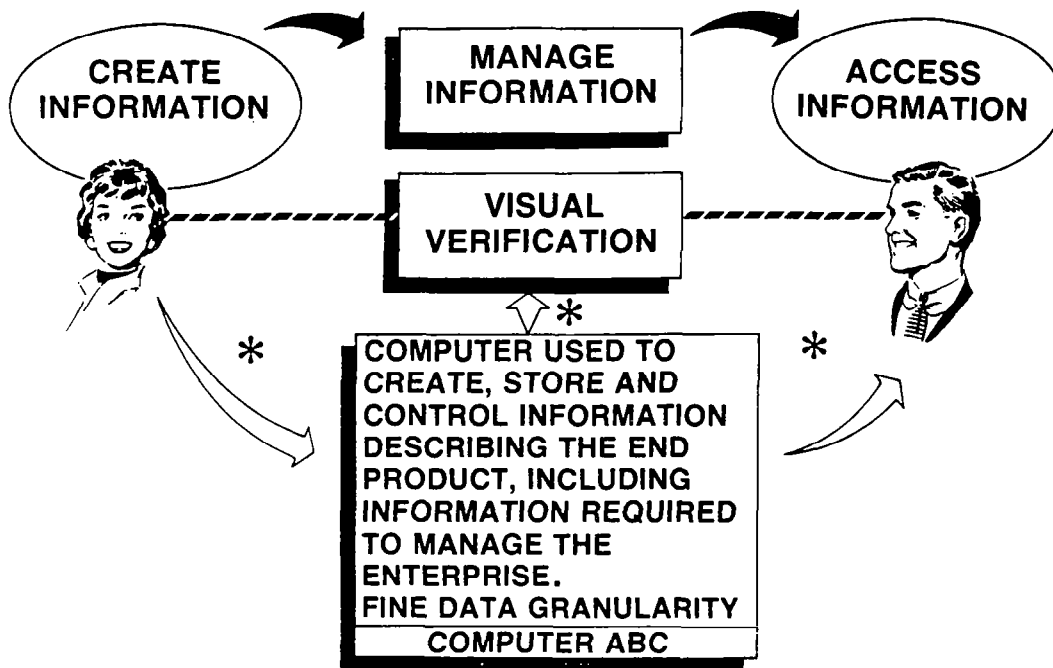 CREATE
INFORMATION
MANAGE
INFORMATION
ACCESS
INFORMATION
VISUAL
VERIFICATION
*
*
*
COMPUTER USED TO
CREATE, STORE AND
CONTROL INFORMATION
DESCRIBING THE END
PRODUCT, INCLUDING
INFORMATION REQUIRED
TO MANAGE THE
ENTERPRISE.
FINE DATA GRANULARITY
COMPUTER ABC